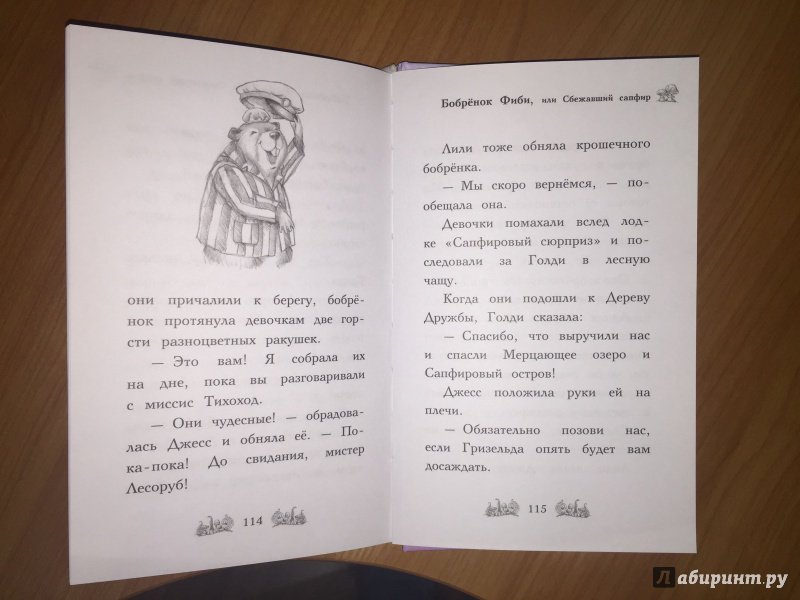 они причалили к берегу, бобрё-
нок протянула девочкам две гор-
сти разноцветных ракушек.
— Это вам! Я собрала их
на дне, пока вы разговаривали
с миссис Тихоход.
— Они чудесные! — обрадова-
лась Джесс и обняла её. — По-
ка-пока! До свидания, мистер
Лесоруб!
114
Бобрёнок Фиби, или Сбежавший сапфир
Лили тоже обняла крошечного
бобрёнка.
— Мы скоро вернёмся, — по-
обещала она.
Девочки помахали вслед лод-
ке «Сапфировый сюрприз» и по-
следовали за Голди в лесную
чащу.
Когда они подошли к Дереву
Дружбы, Голди сказала:
— Спасибо, что выручили нас
и спасли Мерцающее озеро и
Сапфировый остров!
Джесс положила руки ей на
плечи.
— Обязательно позови нас,
если Гризельда опять будет вам
досаждать.
115
Лабиринт.ру